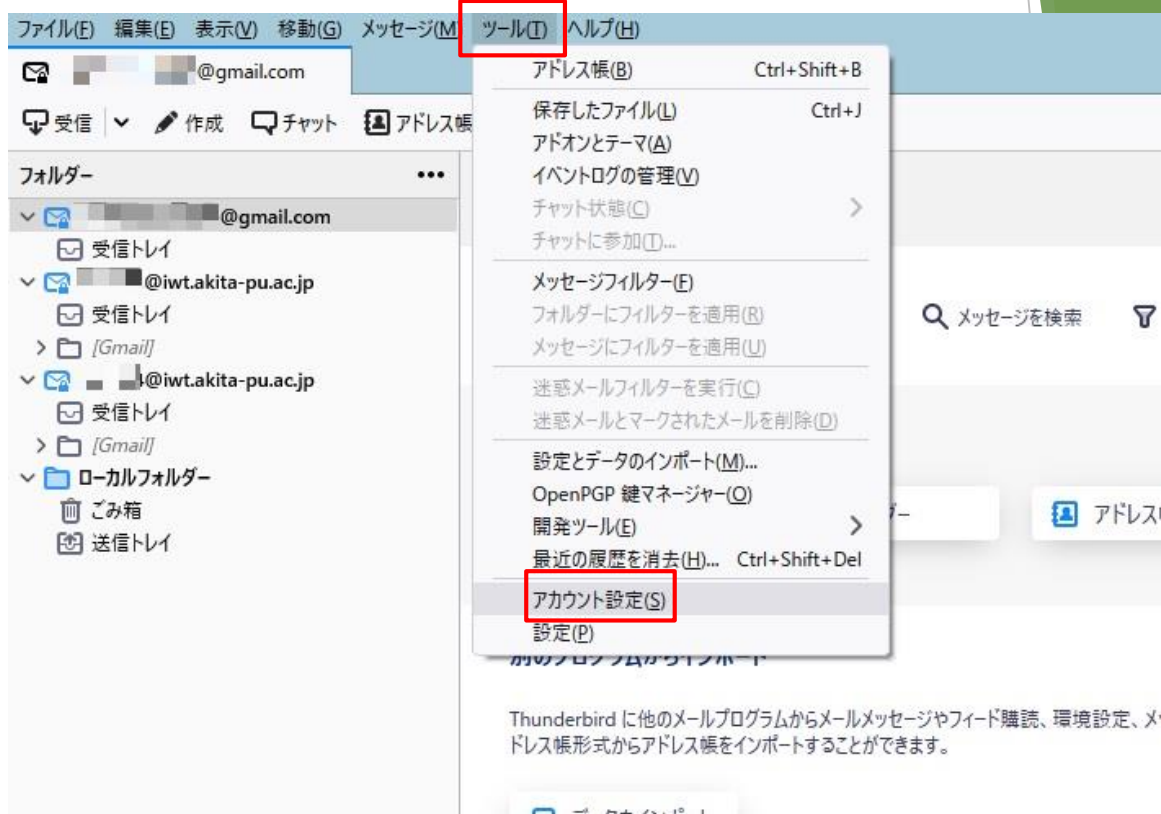 ファイル(F) 編集(E) 表示(V) 移動(G) メッセージ(M) ツール(T) ヘルプ(H)
@gmail.com
受信 作成 チャット アドレス帳
フォルダー
@gmail.com
受信トレイ
@iwt.akita-pu.ac.jp
受信トレイ
[Gmail]
@iwt.akita-pu.ac.jp
受信トレイ
[Gmail]
ローカルフォルダー
ごみ箱
送信トレイ
アドレス帳(B) Ctrl+Shift+B
保存したファイル(L) Ctrl+J
アドオンとテーマ(A)
イベントログの管理(V)
チャット状態(C)
チャットに参加(T)...
メッセージフィルター(F)
フォルダーにフィルターを適用(R)
メッセージにフィルターを適用(U)
迷惑メールフィルターを実行(C)
迷惑メールとマークされたメールを削除(D)
設定とデータのインポート(M)...
OpenPGP 鍵マネージャー(O)
開発ツール(E)
最近の履歴を消去(H)... Ctrl+Shift+Del
アカウント設定(S)
設定(P)
メッセージを検索
アドレス
別のプログラムからインポート
Thunderbird に他のメールプログラムからメールメッセージやフィード購読、環境設定、メッ
ドレス帳形式からアドレス帳をインポートすることができます。